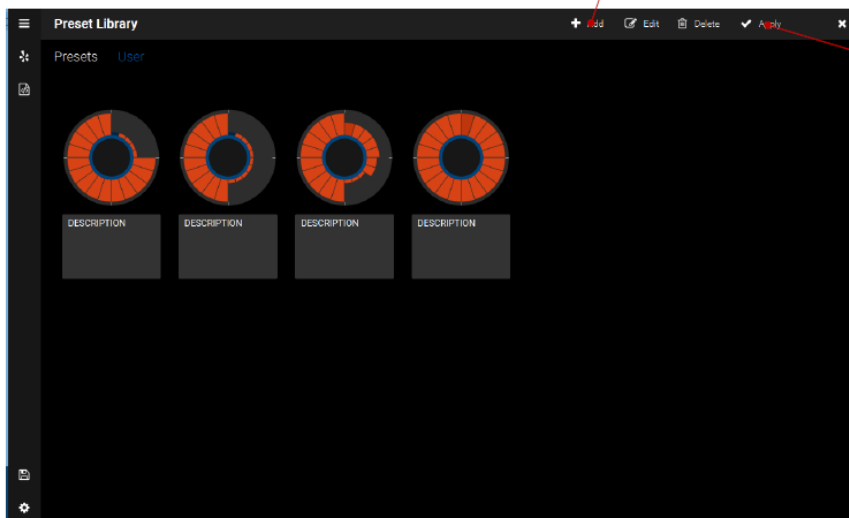 Preset Library
Add Edit Delete Apply
Presets User
DESCRIPTION DESCRIPTION DESCRIPTION DESCRIPTION